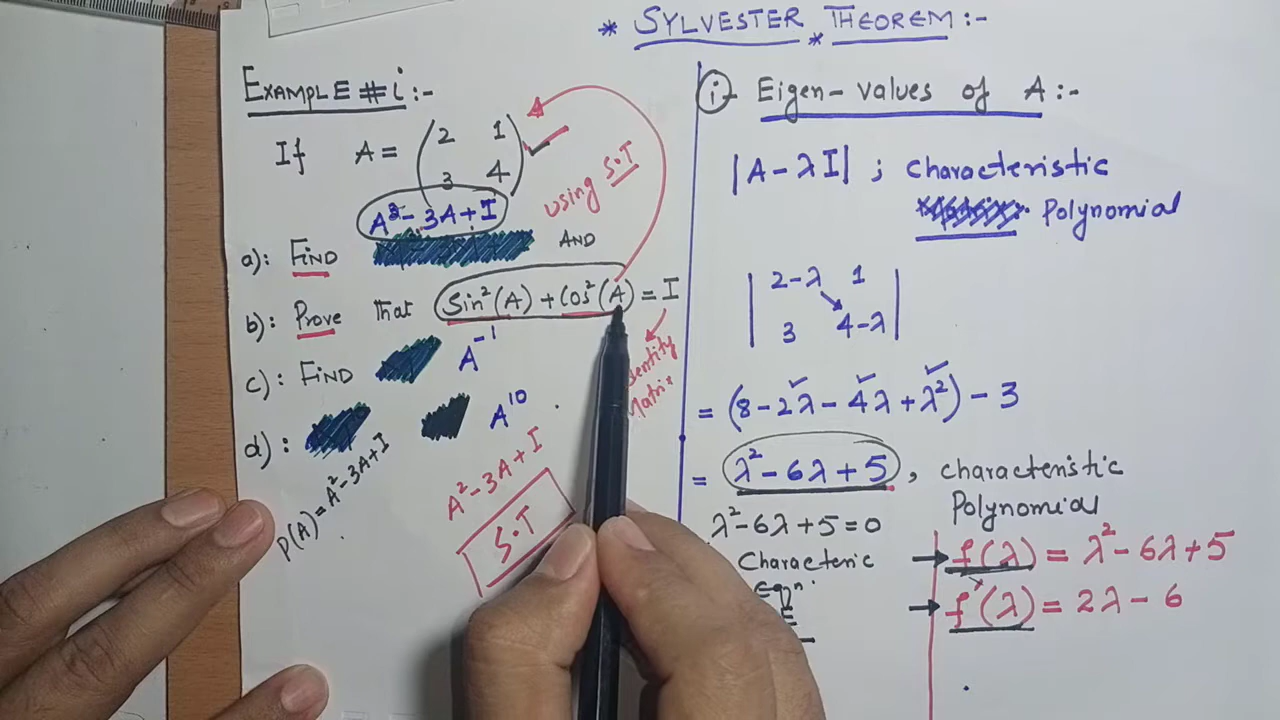 * SYLVESTER THEOREM :-
*
EXAMPLE # i :-
If A = ( 2 1
3 4 )
A² - 3A + I
using S.T
a): FIND AND
b): Prove that Sin²(A) + Cos²(A) = I
c): FIND A⁻¹
Matrix
d): A¹⁰
P(A) = A² - 3A + I
A² - 3A + I
S.T
i- Eigen-values of A :-
|A - λI| ; Characteristic
Polynomial
| 2-λ 1 |
| 3 4-λ |
= (8 - 2λ - 4λ + λ²) - 3
= λ² - 6λ + 5 , characteristic
Polynomial
λ² - 6λ + 5 = 0
Characteric
Eqn.
→ f(λ) = λ² - 6λ + 5
→ f'(λ) = 2λ - 6